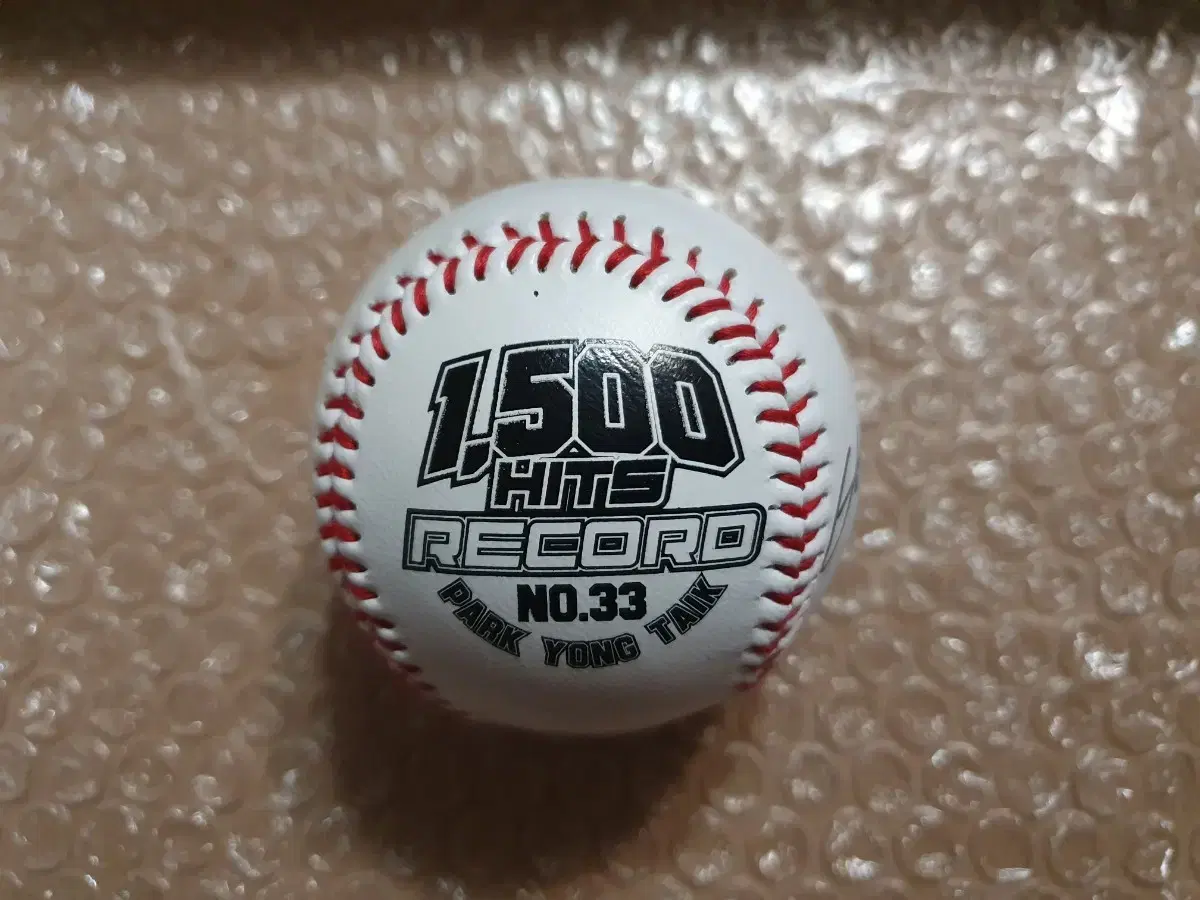 1,500
HITS
RECORD
NO.33
PARK YONG TAIK